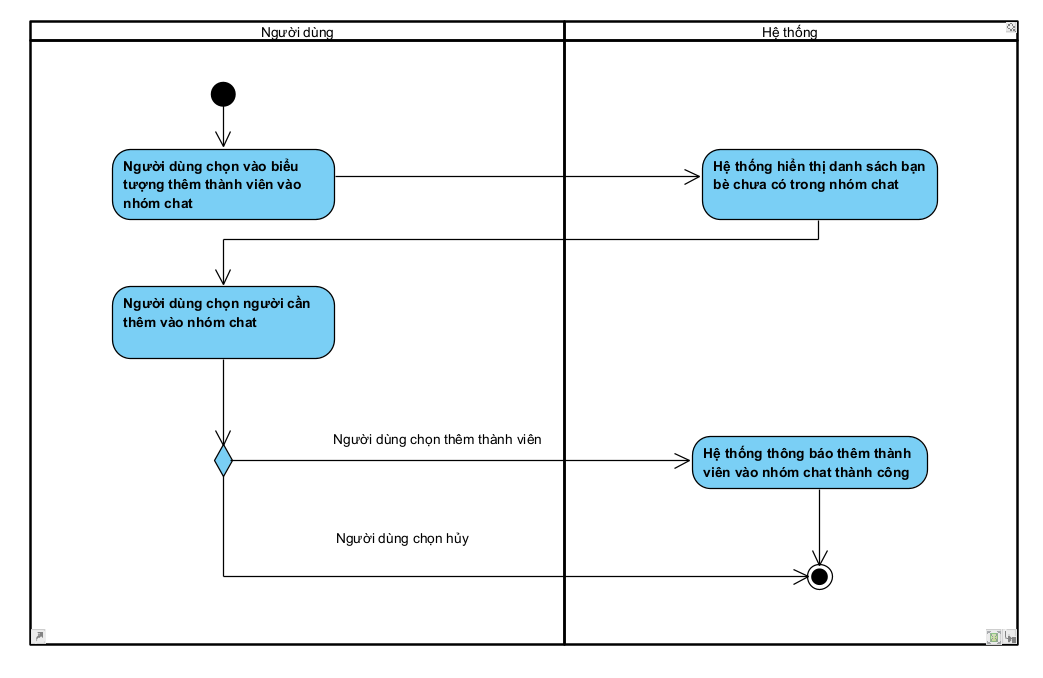 Người dùng
Hệ thống
Người dùng chọn vào biểu
tượng thêm thành viên vào
nhóm chat
Hệ thống hiển thị danh sách bạn
bè chưa có trong nhóm chat
Người dùng chọn người cần
thêm vào nhóm chat
Người dùng chọn thêm thành viên
Hệ thống thông báo thêm thành
viên vào nhóm chat thành công
Người dùng chọn hủy